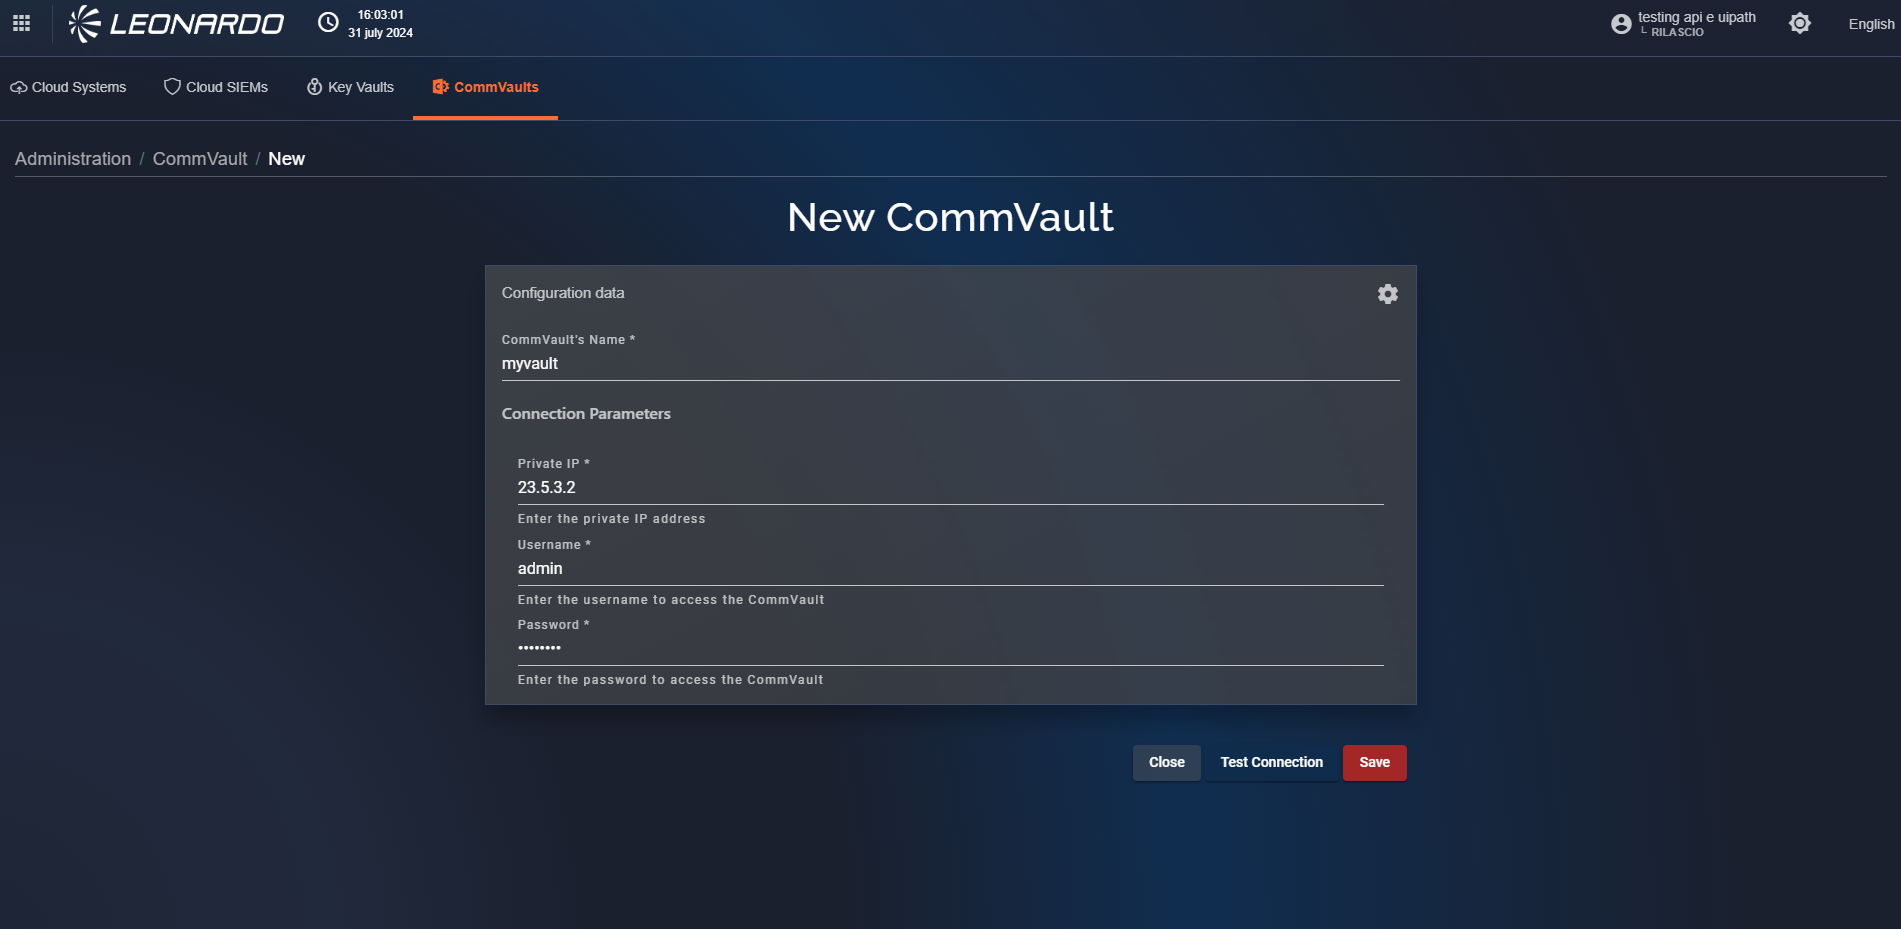 LEONARDO
16:03:01
31 july 2024
testing api e uipath
└ RILASCIO
English
Cloud Systems
Cloud SIEMs
Key Vaults
CommVaults
Administration / CommVault / New
New CommVault
Configuration data
CommVault's Name *
myvault
Connection Parameters
Private IP *
23.5.3.2
Enter the private IP address
Username *
admin
Enter the username to access the CommVault
Password *
••••••••
Enter the password to access the CommVault
Close
Test Connection
Save